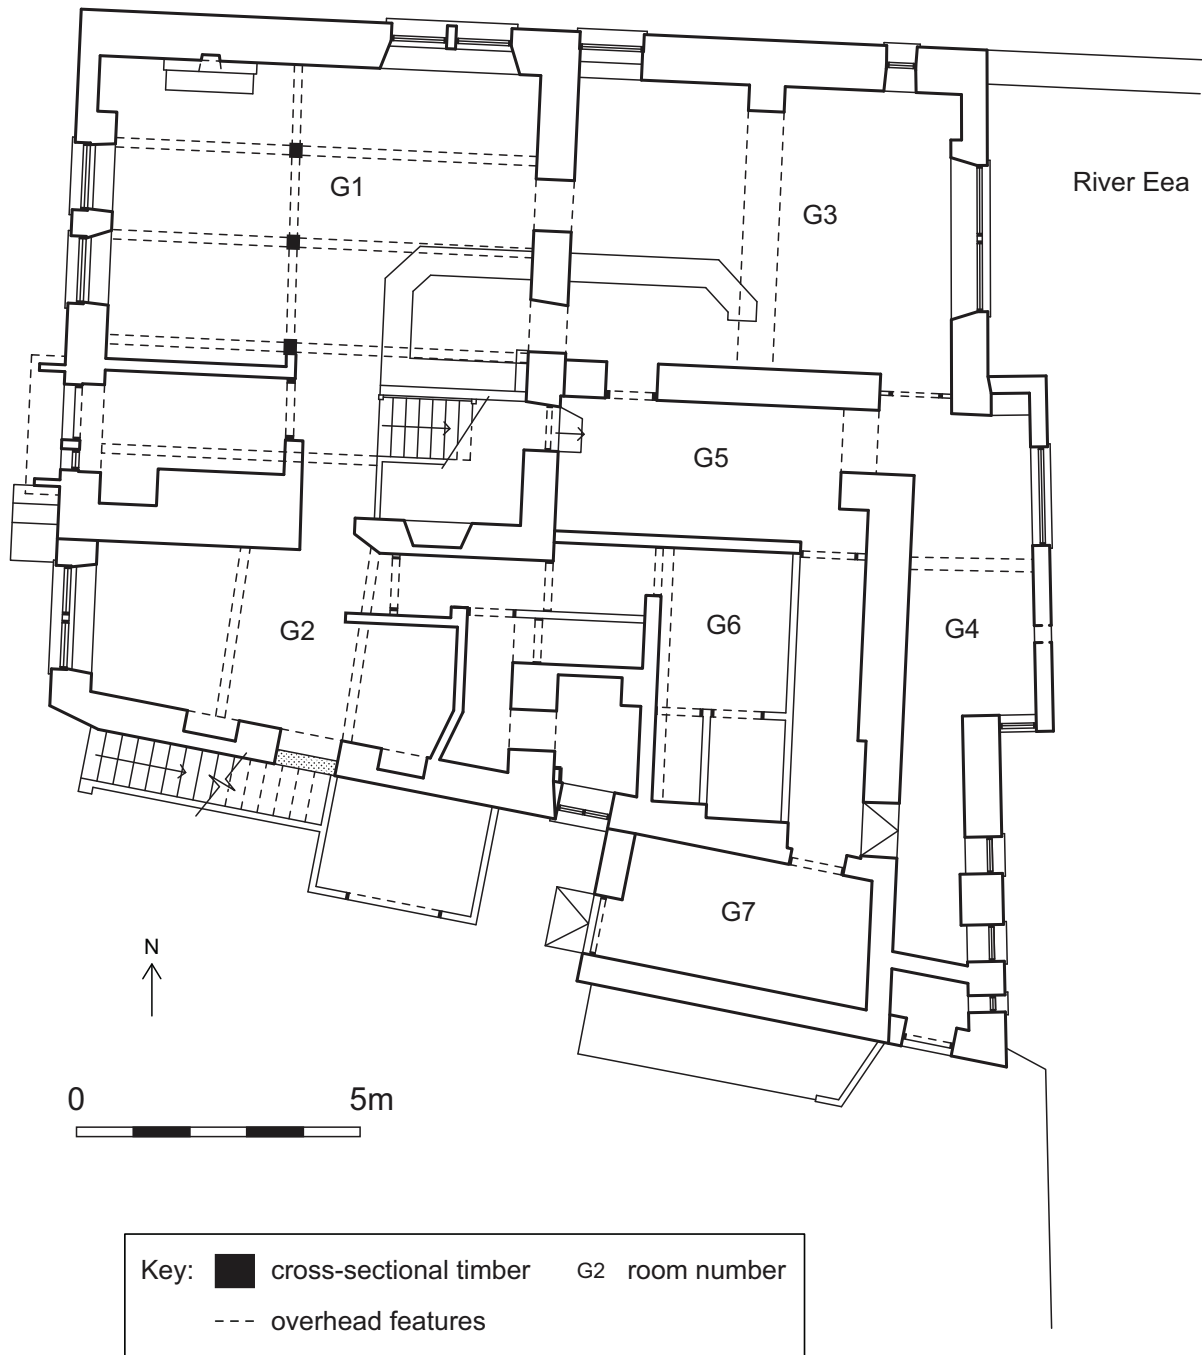 G1
River Eea
G3
G5
G6
G2
G4
G7
N
0 5m
Key: cross-sectional timber G2 room number
overhead features